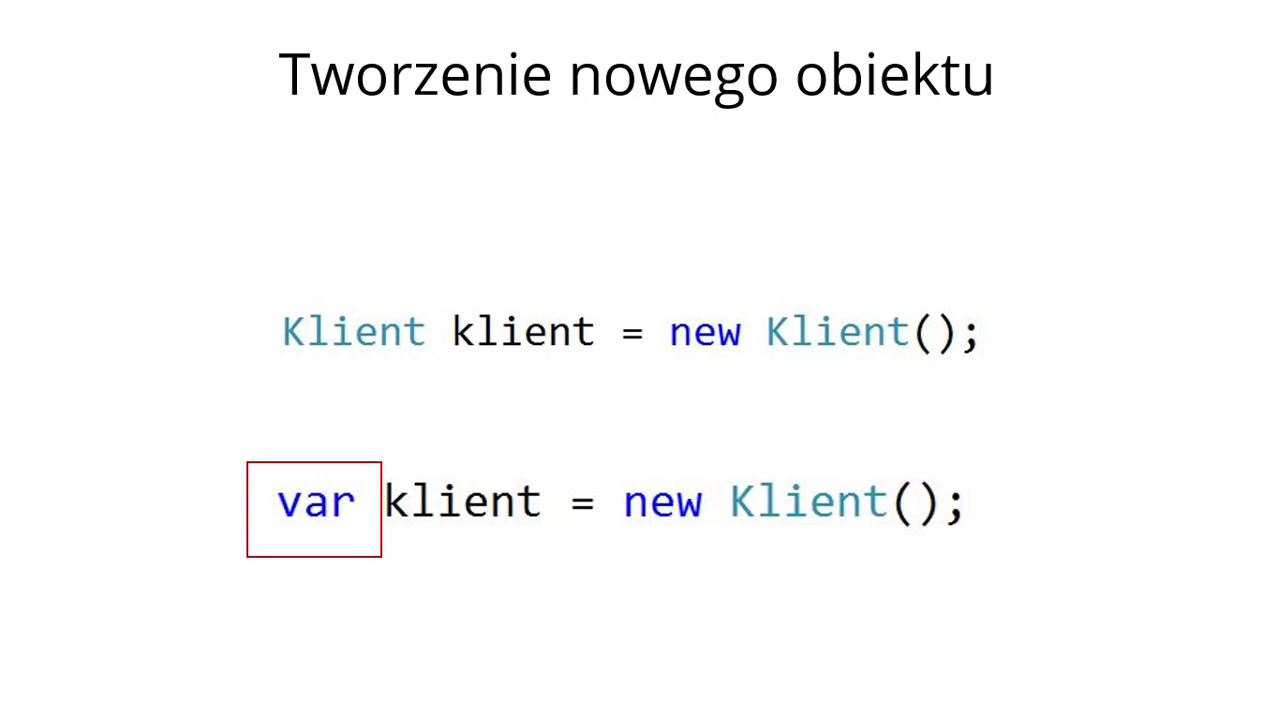 Tworzenie nowego obiektu
Klient klient = new Klient();
var klient = new Klient();